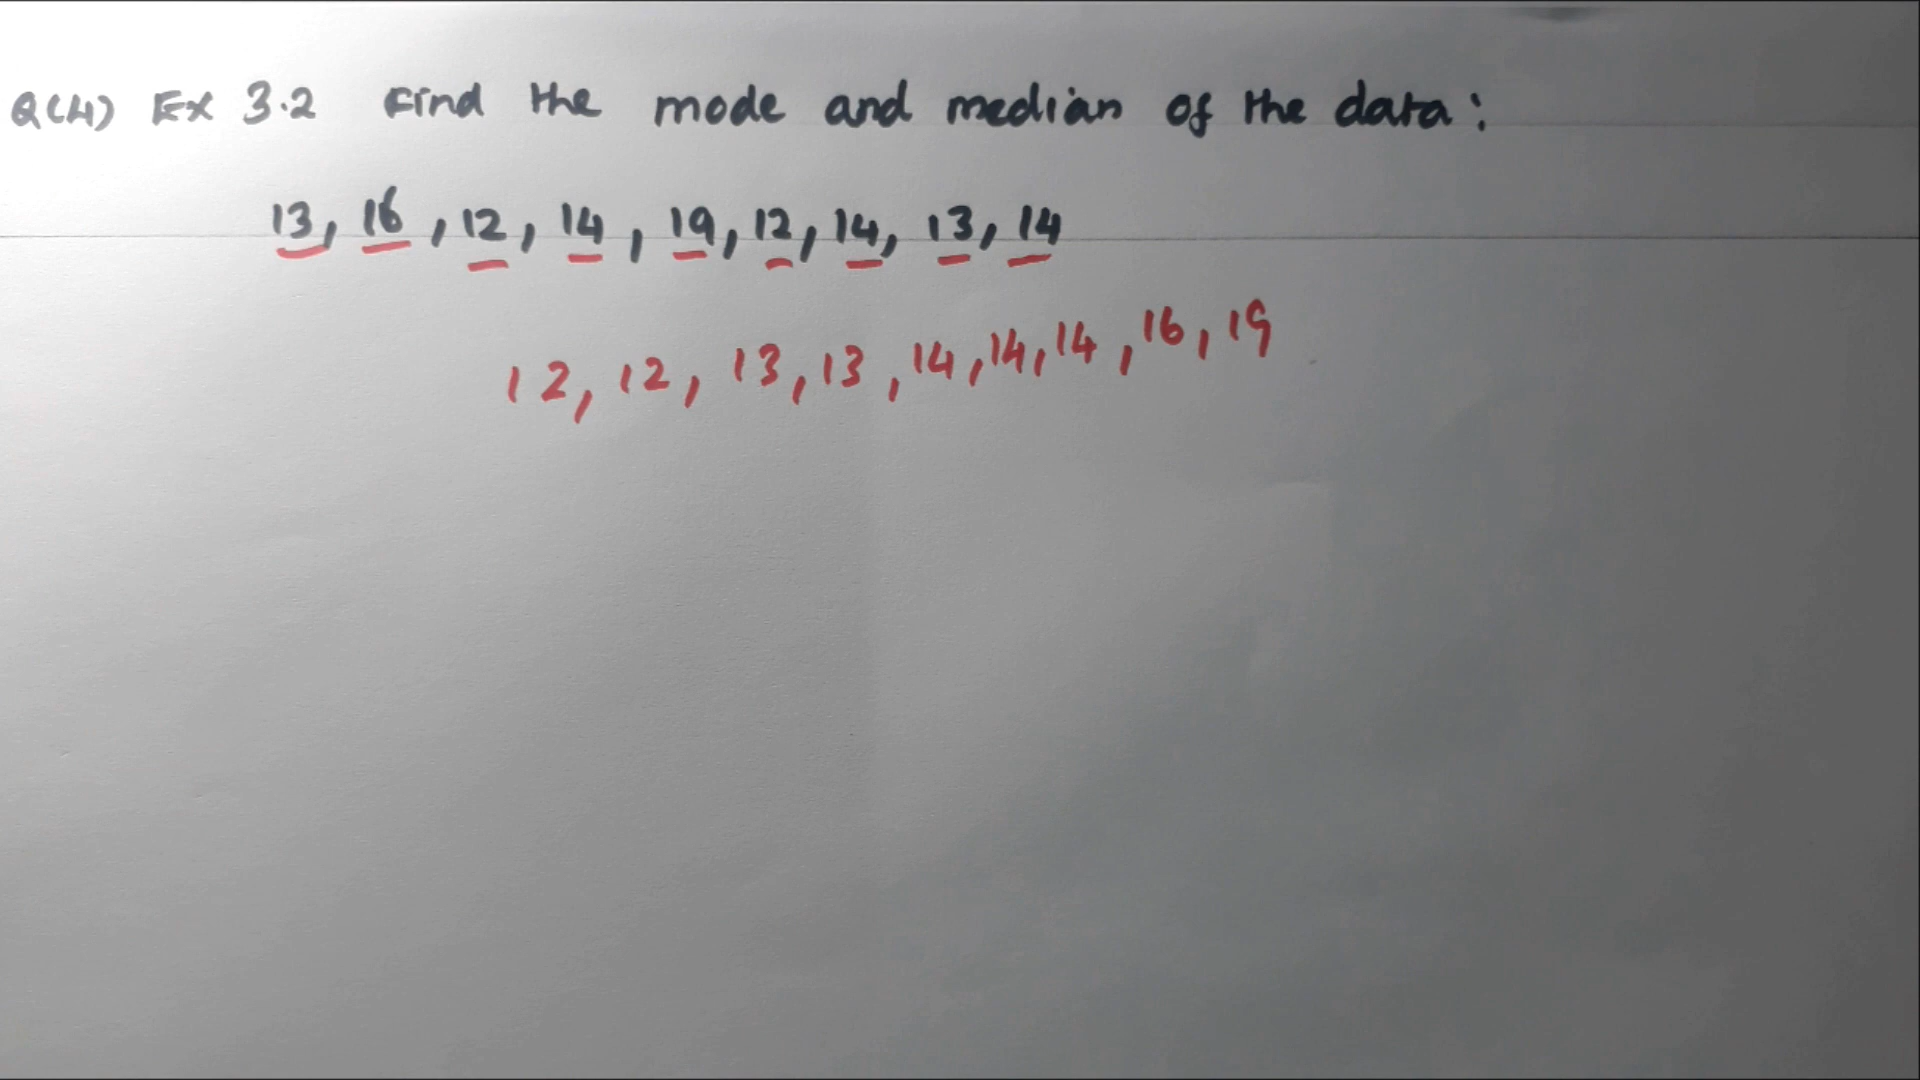 Q(4) Ex 3.2 Find the mode and median of the data:
13, 16, 12, 14, 19, 12, 14, 13, 14
12, 12, 13, 13, 14, 14, 14, 16, 19